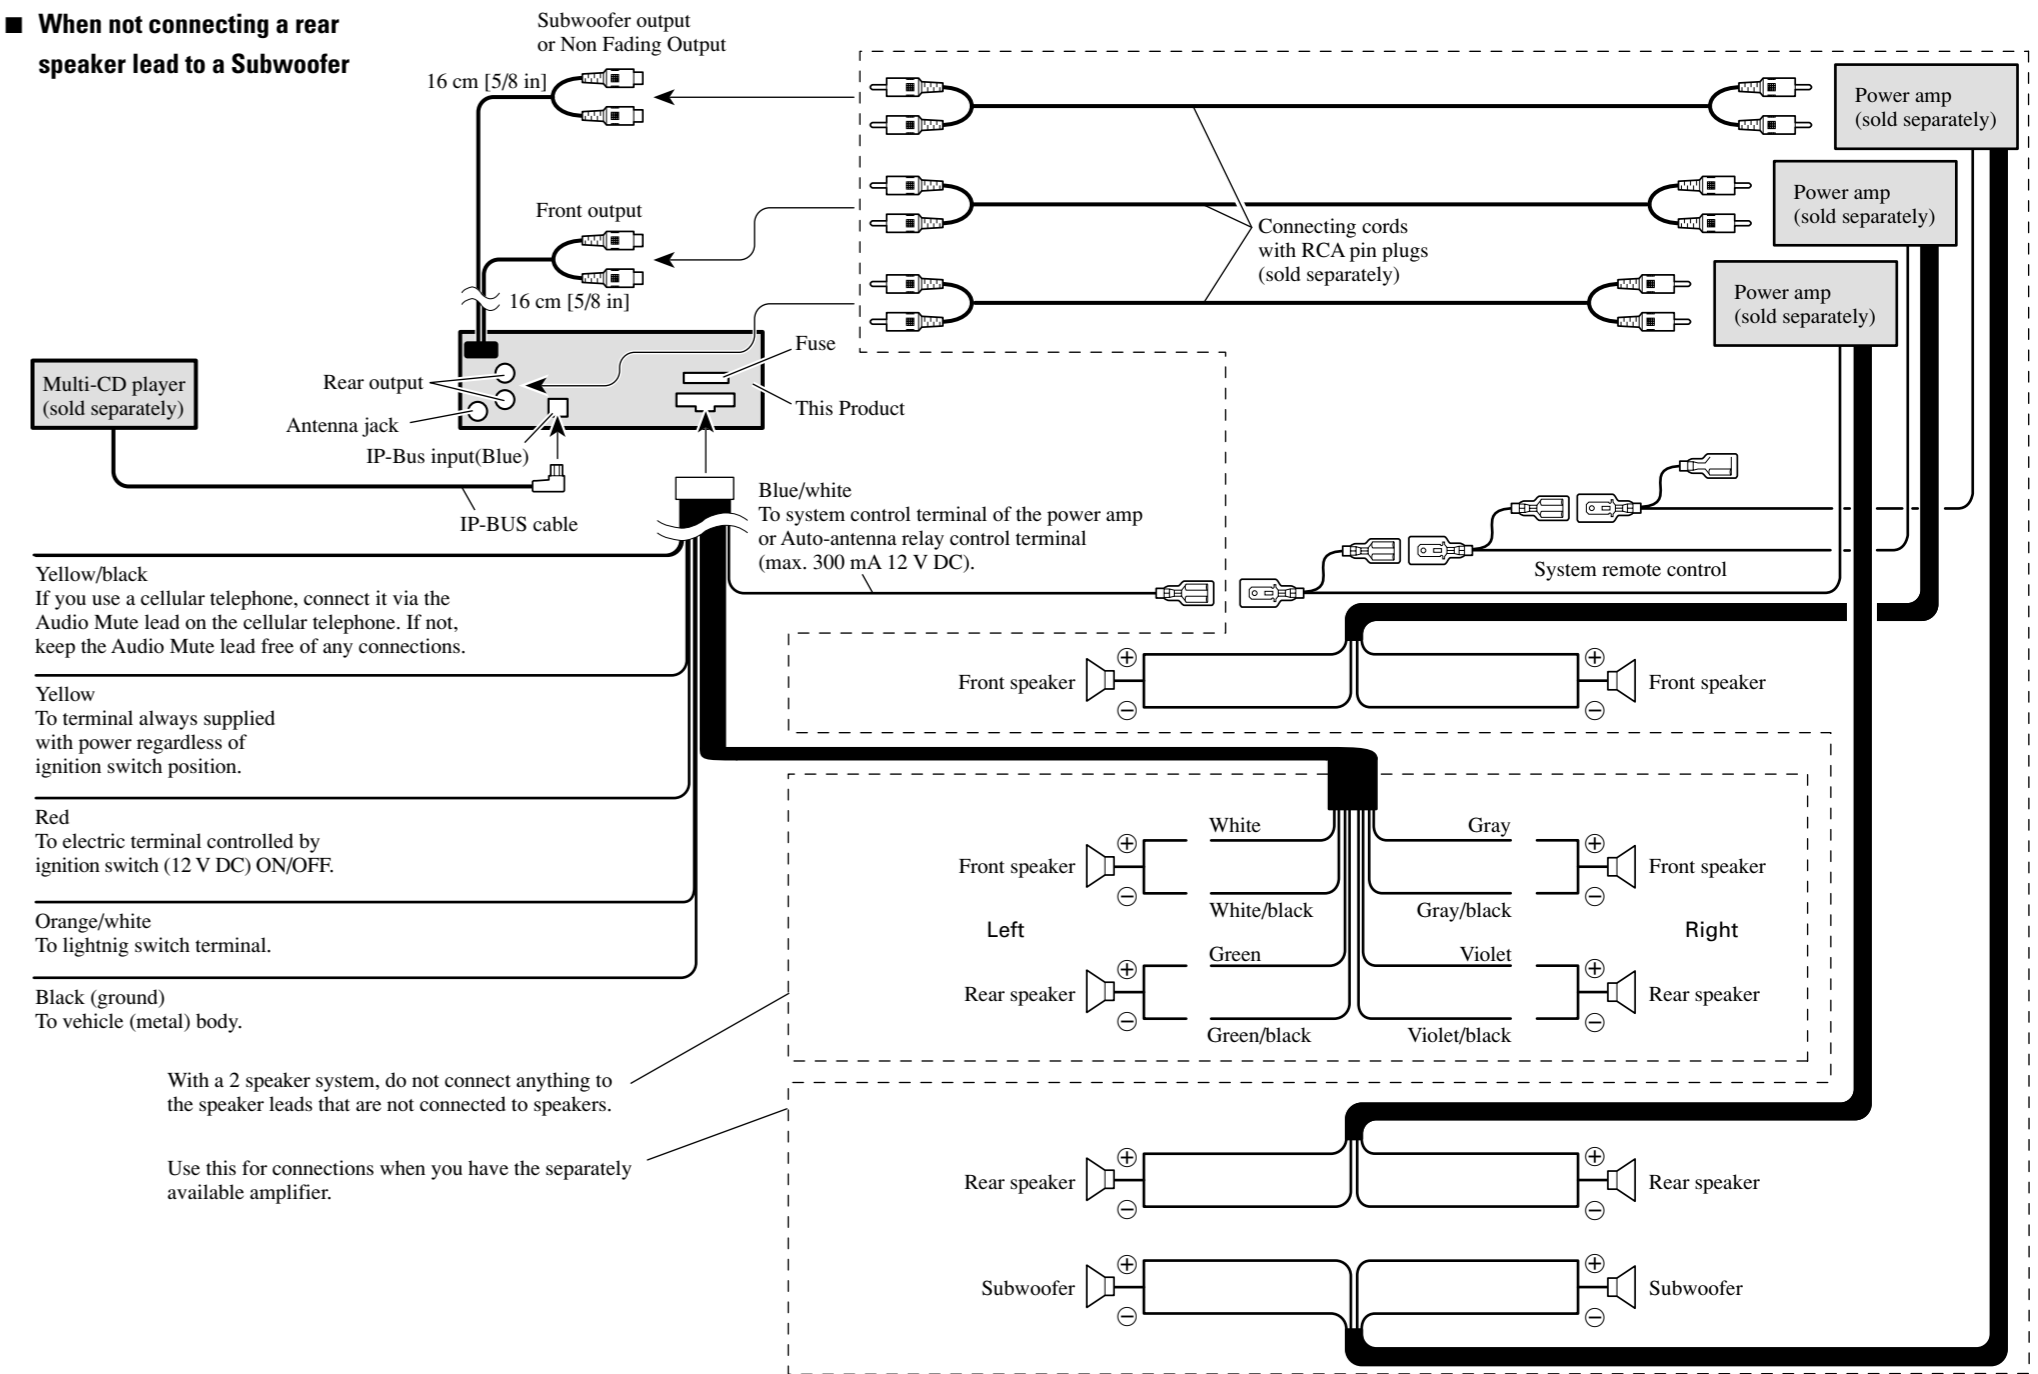 ■ When not connecting a rear
speaker lead to a Subwoofer
Subwoofer output
or Non Fading Output
16 cm [5/8 in]
Power amp
(sold separately)
Front output
16 cm [5/8 in]
Power amp
(sold separately)
Connecting cords
with RCA pin plugs
(sold separately)
Power amp
(sold separately)
Multi-CD player
(sold separately)
Rear output
Antenna jack
IP-Bus input(Blue)
Fuse
This Product
IP-BUS cable
Blue/white
To system control terminal of the power amp
or Auto-antenna relay control terminal
(max. 300 mA 12 V DC).
System remote control
Yellow/black
If you use a cellular telephone, connect it via the
Audio Mute lead on the cellular telephone. If not,
keep the Audio Mute lead free of any connections.
Yellow
To terminal always supplied
with power regardless of
ignition switch position.
Red
To electric terminal controlled by
ignition switch (12 V DC) ON/OFF.
Orange/white
To lightnig switch terminal.
Black (ground)
To vehicle (metal) body.
With a 2 speaker system, do not connect anything to
the speaker leads that are not connected to speakers.
Use this for connections when you have the separately
available amplifier.
Front speaker
+
−
+
−
Front speaker
Front speaker
+
−
White
White/black
Gray
Gray/black
+
−
Front speaker
Left
Right
Rear speaker
+
−
Green
Green/black
Violet
Violet/black
+
−
Rear speaker
Rear speaker
+
−
+
−
Rear speaker
Subwoofer
+
−
+
−
Subwoofer